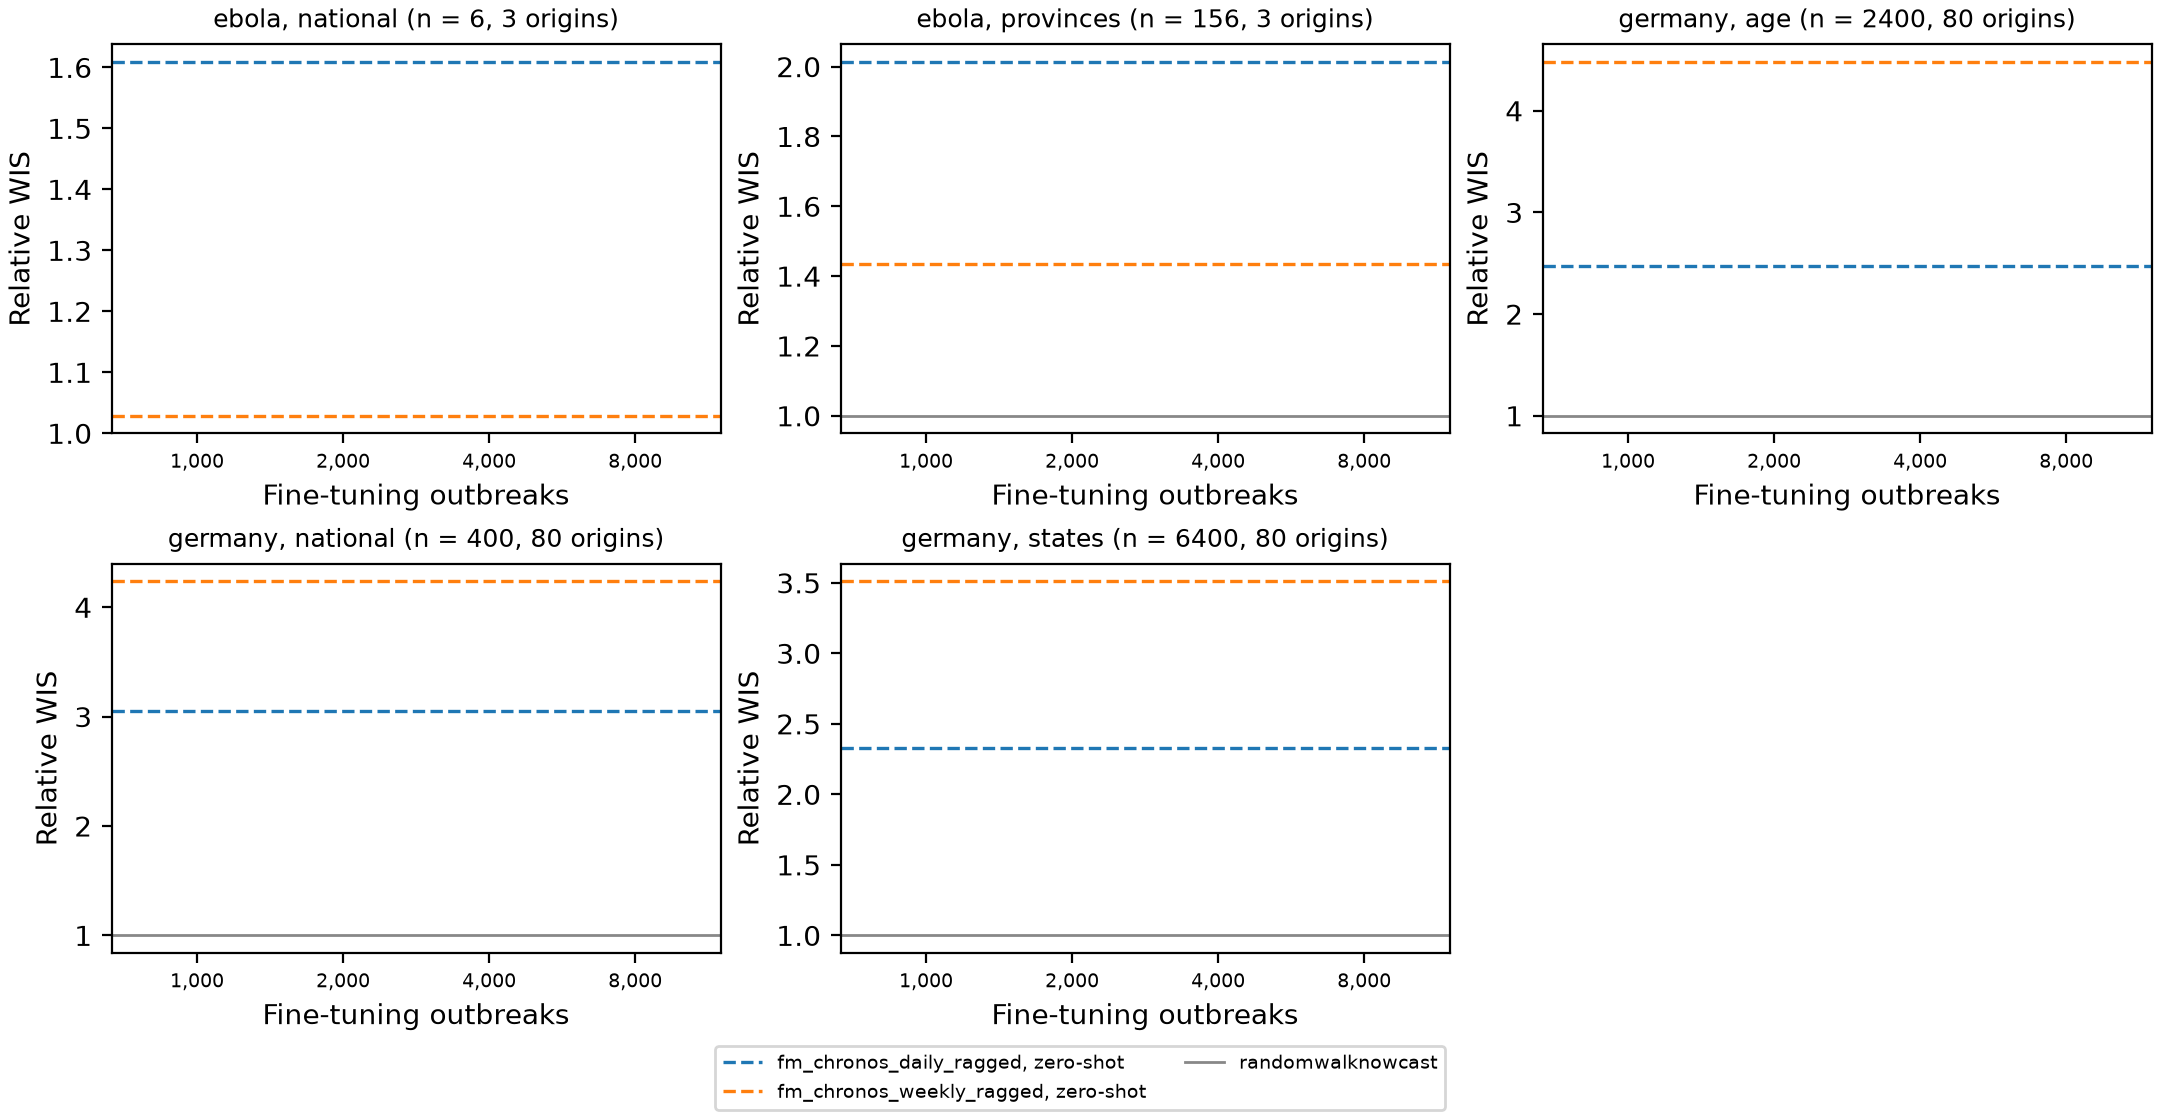 ebola, national (n = 6, 3 origins)
1.6
1.5
1.4
1.3
1.2
1.1
1.0
Relative WIS
1,000 2,000 4,000 8,000
Fine-tuning outbreaks
ebola, provinces (n = 156, 3 origins)
2.0
1.8
1.6
1.4
1.2
1.0
Relative WIS
1,000 2,000 4,000 8,000
Fine-tuning outbreaks
germany, age (n = 2400, 80 origins)
4
3
2
1
Relative WIS
1,000 2,000 4,000 8,000
Fine-tuning outbreaks
germany, national (n = 400, 80 origins)
4
3
2
1
Relative WIS
1,000 2,000 4,000 8,000
Fine-tuning outbreaks
germany, states (n = 6400, 80 origins)
3.5
3.0
2.5
2.0
1.5
1.0
Relative WIS
1,000 2,000 4,000 8,000
Fine-tuning outbreaks
fm_chronos_daily_ragged, zero-shot
fm_chronos_weekly_ragged, zero-shot
randomwalknowcast